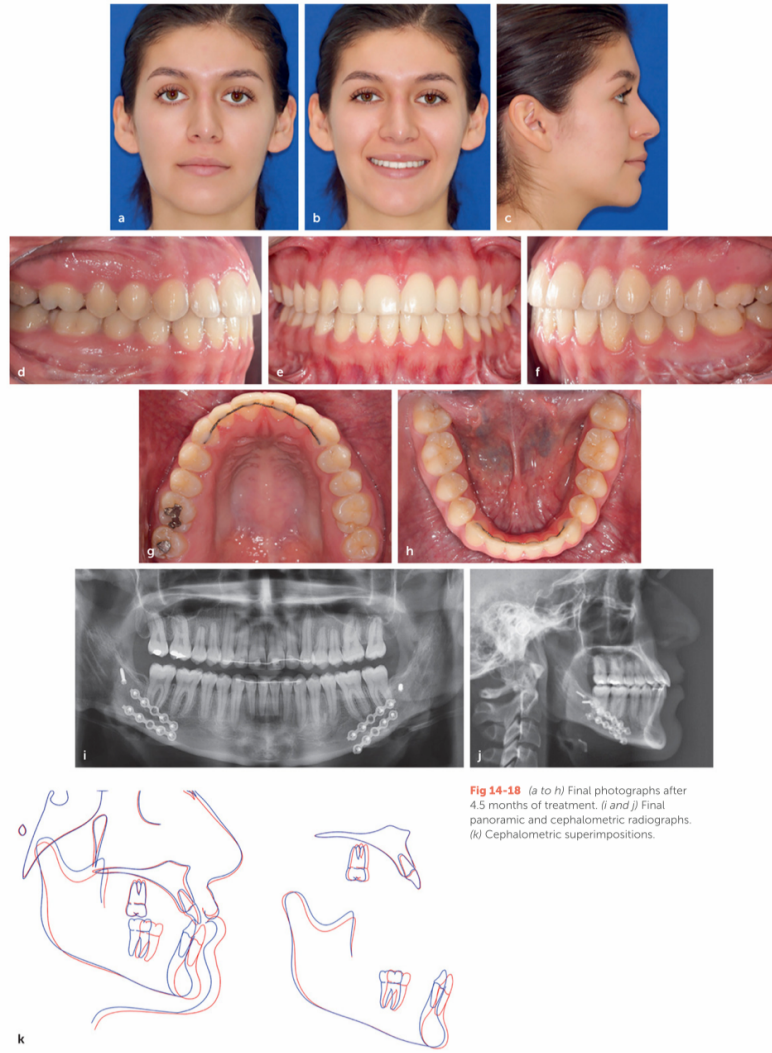 a
b
c
d
e
f
g
h
i
j
Fig 14-18 (a to h) Final photographs after
4.5 months of treatment. (i and j) Final
panoramic and cephalometric radiographs.
(k) Cephalometric superimpositions.
k